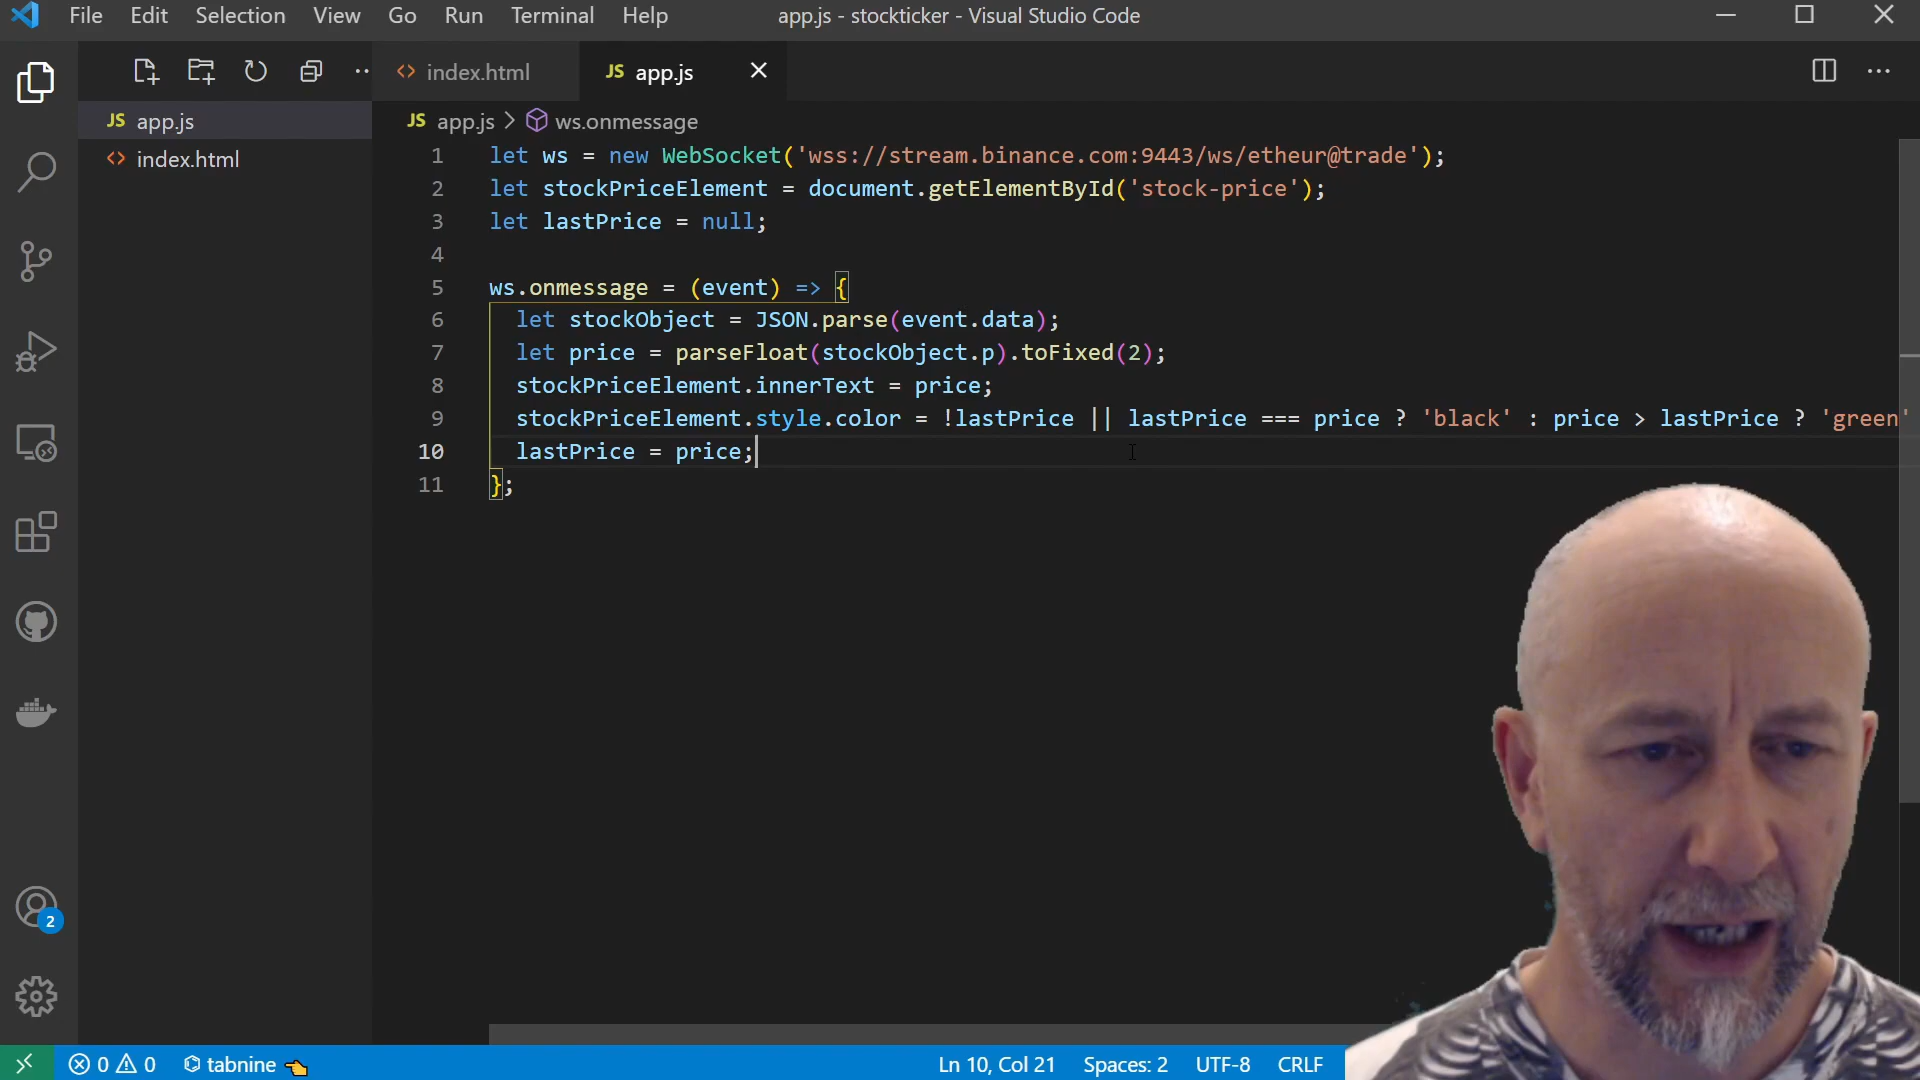 File Edit Selection View Go Run Terminal Help
app.js - stockticker - Visual Studio Code
index.html
JS app.js
JS app.js
index.html
JS app.js > ws.onmessage
1 let ws = new WebSocket('wss://stream.binance.com:9443/ws/etheur@trade');
2 let stockPriceElement = document.getElementById('stock-price');
3 let lastPrice = null;
4
5 ws.onmessage = (event) => {
6 let stockObject = JSON.parse(event.data);
7 let price = parseFloat(stockObject.p).toFixed(2);
8 stockPriceElement.innerText = price;
9 stockPriceElement.style.color = !lastPrice || lastPrice === price ? 'black' : price > lastPrice ? 'green'
10 lastPrice = price;
11 };
2
0 0 tabnine
Ln 10, Col 21 Spaces: 2 UTF-8 CRLF